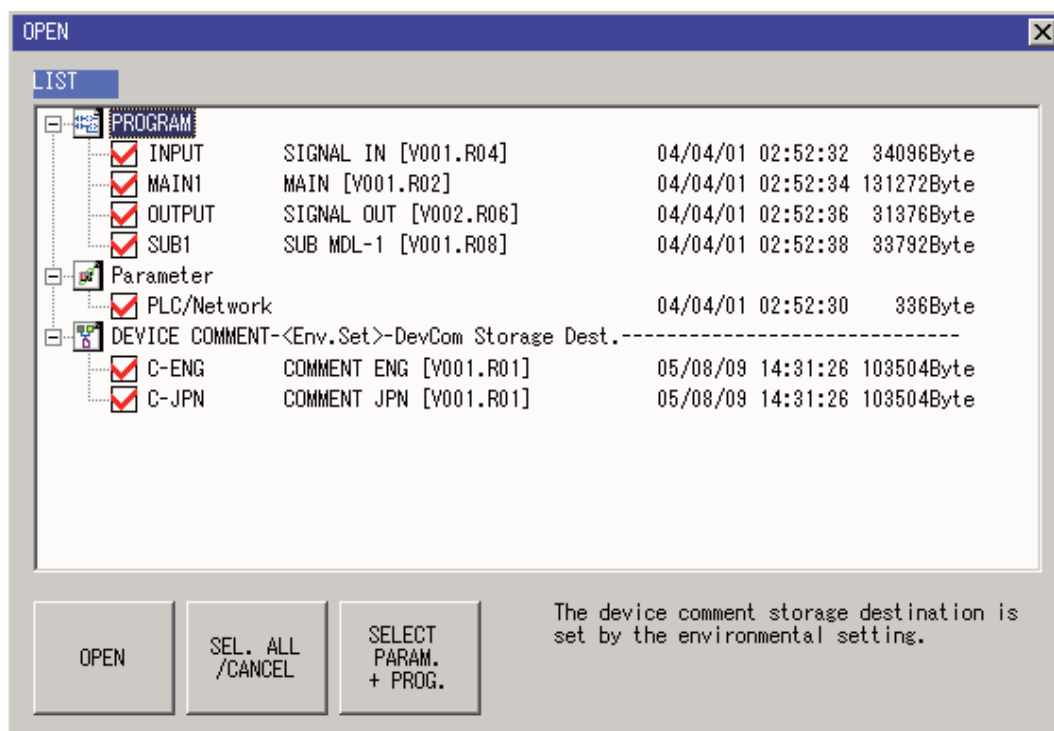 OPEN
LIST
PROGRAM
INPUT SIGNAL IN [V001.R04] 04/04/01 02:52:32 34096Byte
MAIN1 MAIN [V001.R02] 04/04/01 02:52:34 131272Byte
OUTPUT SIGNAL OUT [V002.R06] 04/04/01 02:52:36 31376Byte
SUB1 SUB MDL-1 [V001.R08] 04/04/01 02:52:38 33792Byte
Parameter
PLC/Network 04/04/01 02:52:30 336Byte
DEVICE COMMENT-<Env.Set>-DevCom Storage Dest.------------------------------
C-ENG COMMENT ENG [V001.R01] 05/08/09 14:31:26 103504Byte
C-JPN COMMENT JPN [V001.R01] 05/08/09 14:31:26 103504Byte
OPEN
SEL. ALL
/CANCEL
SELECT
PARAM.
+ PROG.
The device comment storage destination is
set by the environmental setting.